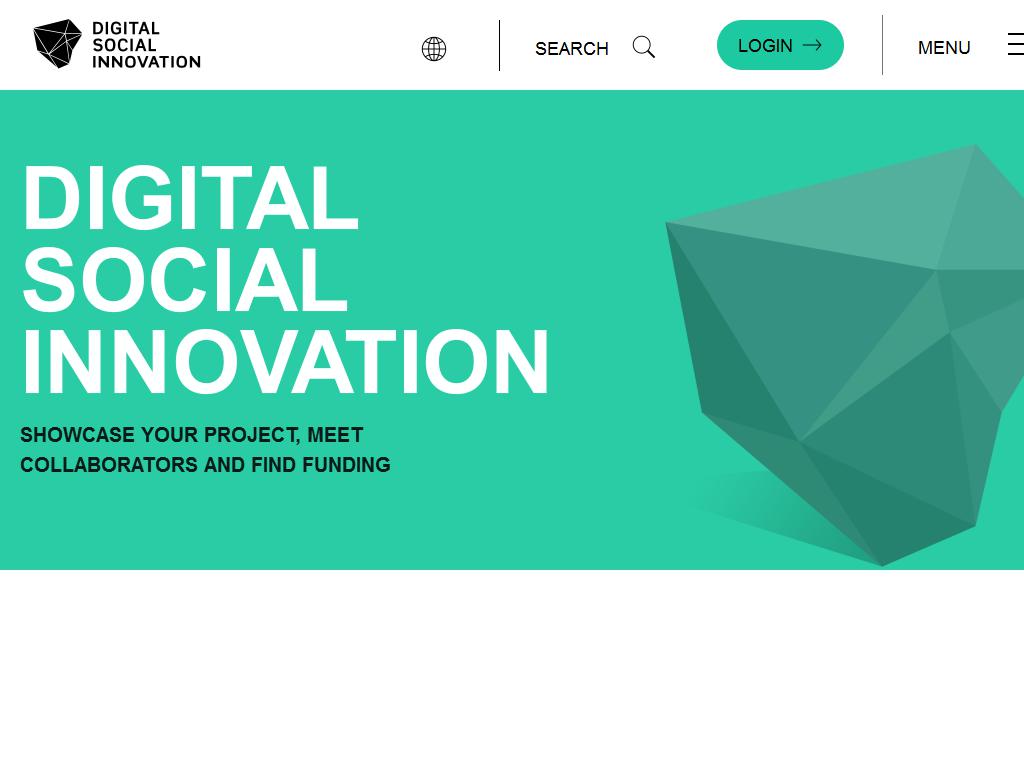 DIGITAL
SOCIAL
INNOVATION
SEARCH
LOGIN
MENU
DIGITAL
SOCIAL
INNOVATION
SHOWCASE YOUR PROJECT, MEET
COLLABORATORS AND FIND FUNDING